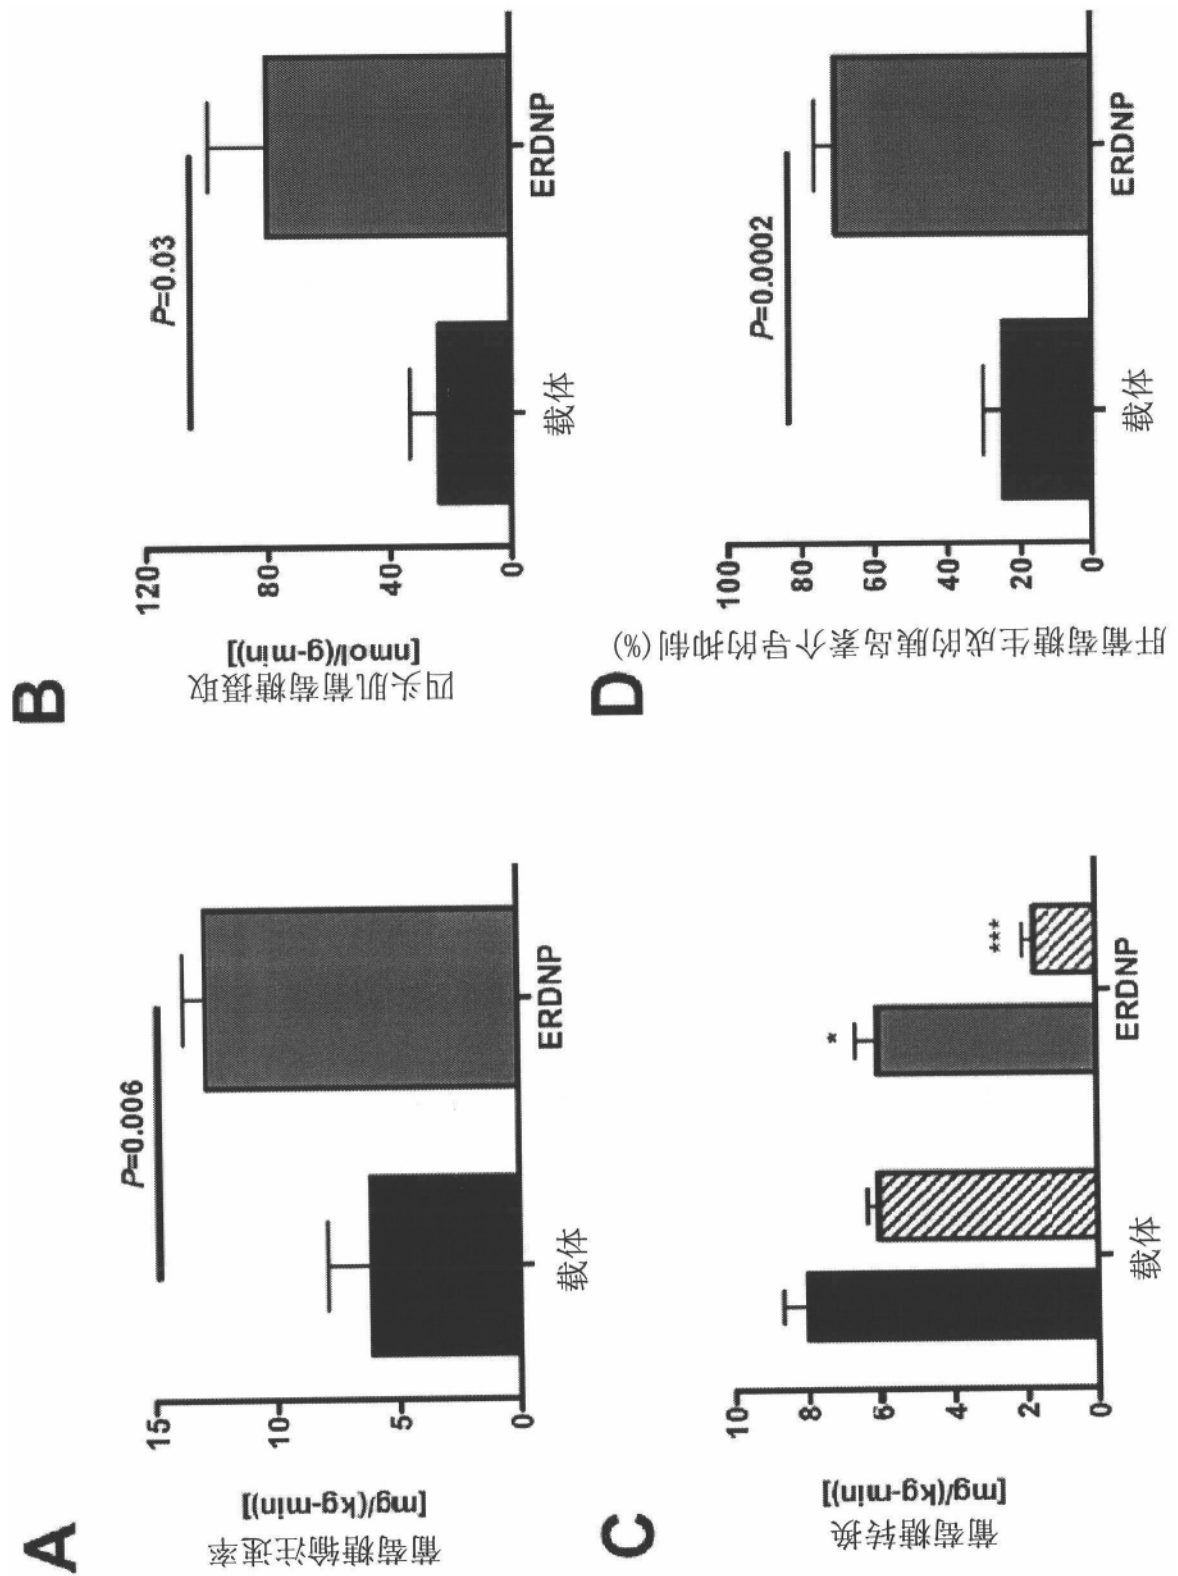 A
葡萄糖输注速率
[mg/(kg-min)]
15
10
5
0
P=0.006
载体
ERDNP
B
四头肌葡萄糖摄取
[nmol/(g-min)]
120
80
40
0
P=0.03
载体
ERDNP
C
葡萄糖转换
[mg/(kg-min)]
10
8
6
4
2
0
*
***
载体
ERDNP
D
肝葡萄糖生成的胰岛素介导的抑制(%)
100
80
60
40
20
0
P=0.0002
载体
ERDNP